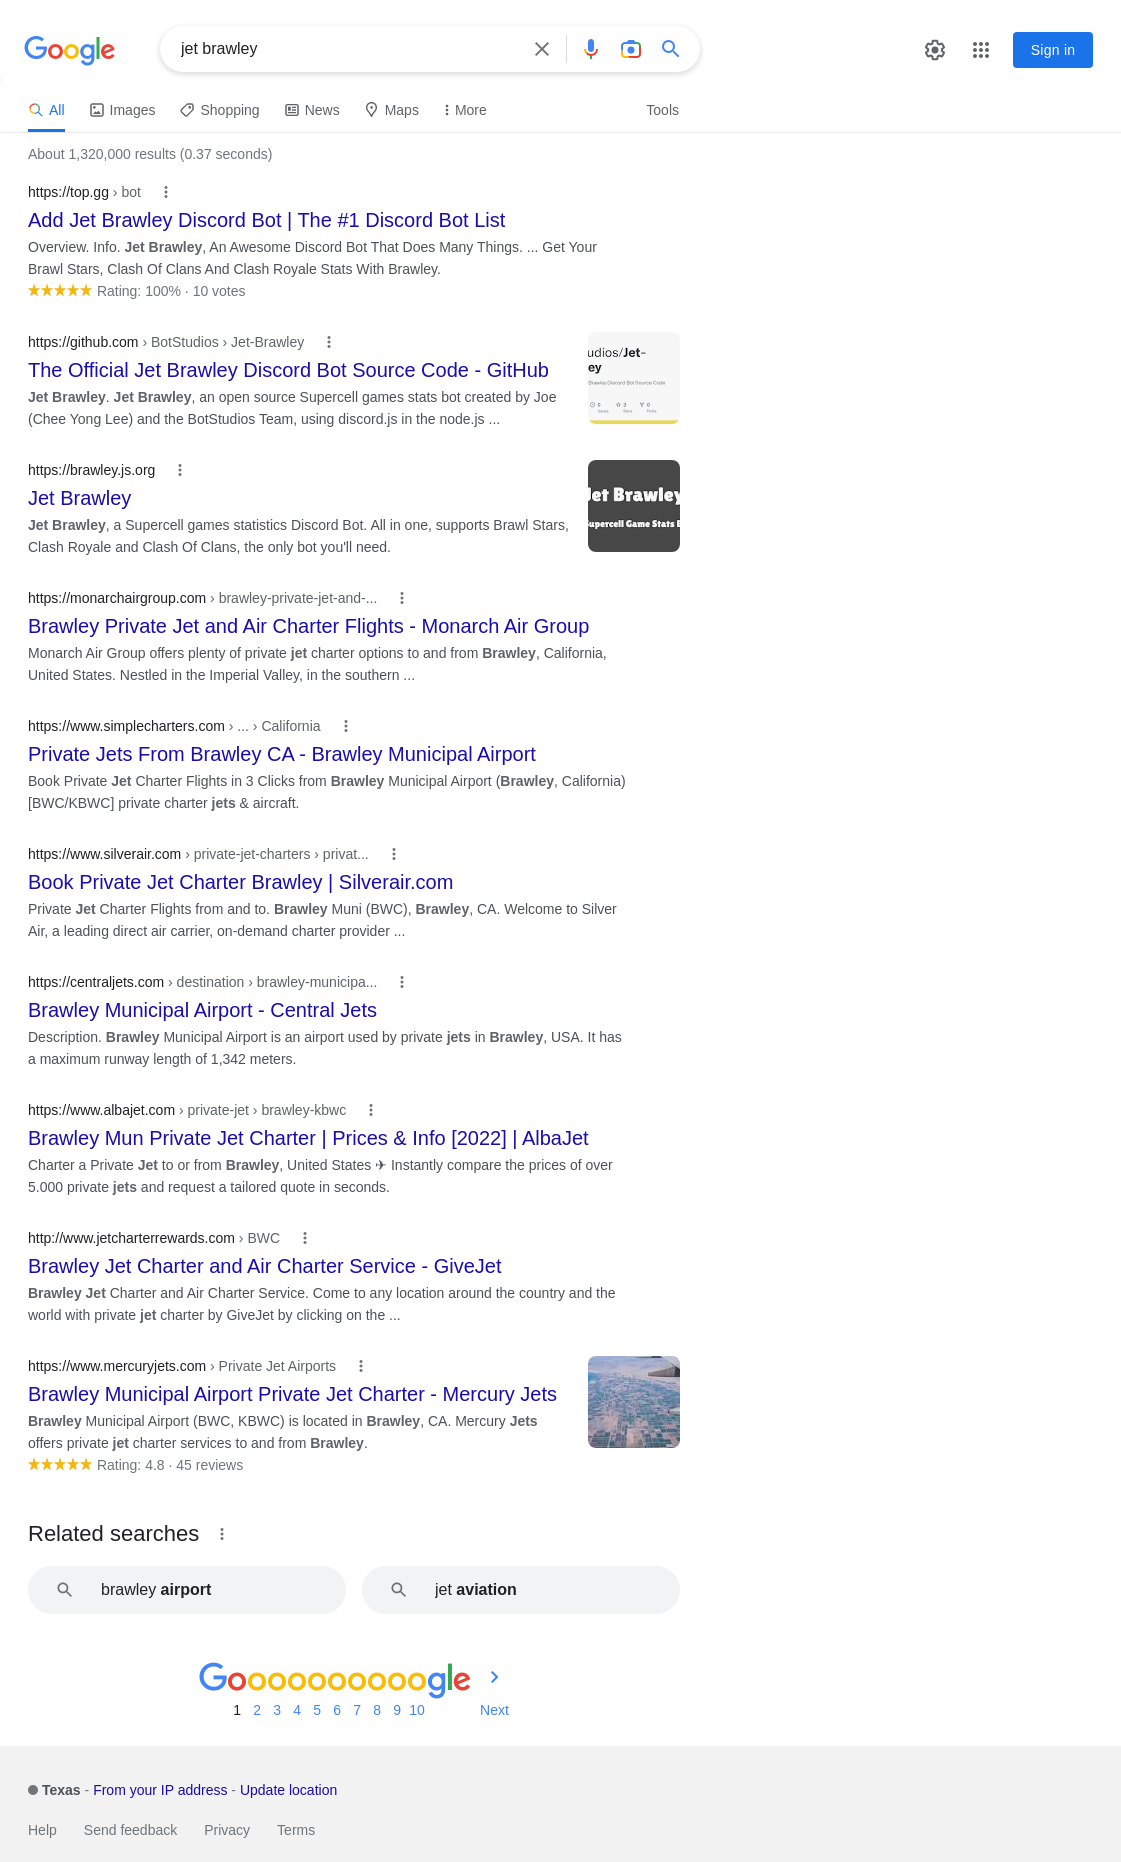 Google
jet brawley
Sign in
All
Images
Shopping
News
Maps
More
Tools
About 1,320,000 results (0.37 seconds)
https://top.gg › bot
Add Jet Brawley Discord Bot | The #1 Discord Bot List
Overview. Info. Jet Brawley, An Awesome Discord Bot That Does Many Things. ... Get Your
Brawl Stars, Clash Of Clans And Clash Royale Stats With Brawley.
Rating: 100% · 10 votes
https://github.com › BotStudios › Jet-Brawley
The Official Jet Brawley Discord Bot Source Code - GitHub
Jet Brawley. Jet Brawley, an open source Supercell games stats bot created by Joe
(Chee Yong Lee) and the BotStudios Team, using discord.js in the node.js ...
udios/Jet-
ey
Brawley Discord Bot Source Code
https://brawley.js.org
Jet Brawley
Jet Brawley, a Supercell games statistics Discord Bot. All in one, supports Brawl Stars,
Clash Royale and Clash Of Clans, the only bot you'll need.
Jet Brawley
Supercell Game Stats B
https://monarchairgroup.com › brawley-private-jet-and-...
Brawley Private Jet and Air Charter Flights - Monarch Air Group
Monarch Air Group offers plenty of private jet charter options to and from Brawley, California,
United States. Nestled in the Imperial Valley, in the southern ...
https://www.simplecharters.com › ... › California
Private Jets From Brawley CA - Brawley Municipal Airport
Book Private Jet Charter Flights in 3 Clicks from Brawley Municipal Airport (Brawley, California)
[BWC/KBWC] private charter jets & aircraft.
https://www.silverair.com › private-jet-charters › privat...
Book Private Jet Charter Brawley | Silverair.com
Private Jet Charter Flights from and to. Brawley Muni (BWC), Brawley, CA. Welcome to Silver
Air, a leading direct air carrier, on-demand charter provider ...
https://centraljets.com › destination › brawley-municipa...
Brawley Municipal Airport - Central Jets
Description. Brawley Municipal Airport is an airport used by private jets in Brawley, USA. It has
a maximum runway length of 1,342 meters.
https://www.albajet.com › private-jet › brawley-kbwc
Brawley Mun Private Jet Charter | Prices & Info [2022] | AlbaJet
Charter a Private Jet to or from Brawley, United States ✈ Instantly compare the prices of over
5.000 private jets and request a tailored quote in seconds.
http://www.jetcharterrewards.com › BWC
Brawley Jet Charter and Air Charter Service - GiveJet
Brawley Jet Charter and Air Charter Service. Come to any location around the country and the
world with private jet charter by GiveJet by clicking on the ...
https://www.mercuryjets.com › Private Jet Airports
Brawley Municipal Airport Private Jet Charter - Mercury Jets
Brawley Municipal Airport (BWC, KBWC) is located in Brawley, CA. Mercury Jets
offers private jet charter services to and from Brawley.
Rating: 4.8 · 45 reviews
Related searches
brawley airport
jet aviation
Goooooooooogle
1 2 3 4 5 6 7 8 9 10 Next
Texas - From your IP address - Update location
Help Send feedback Privacy Terms